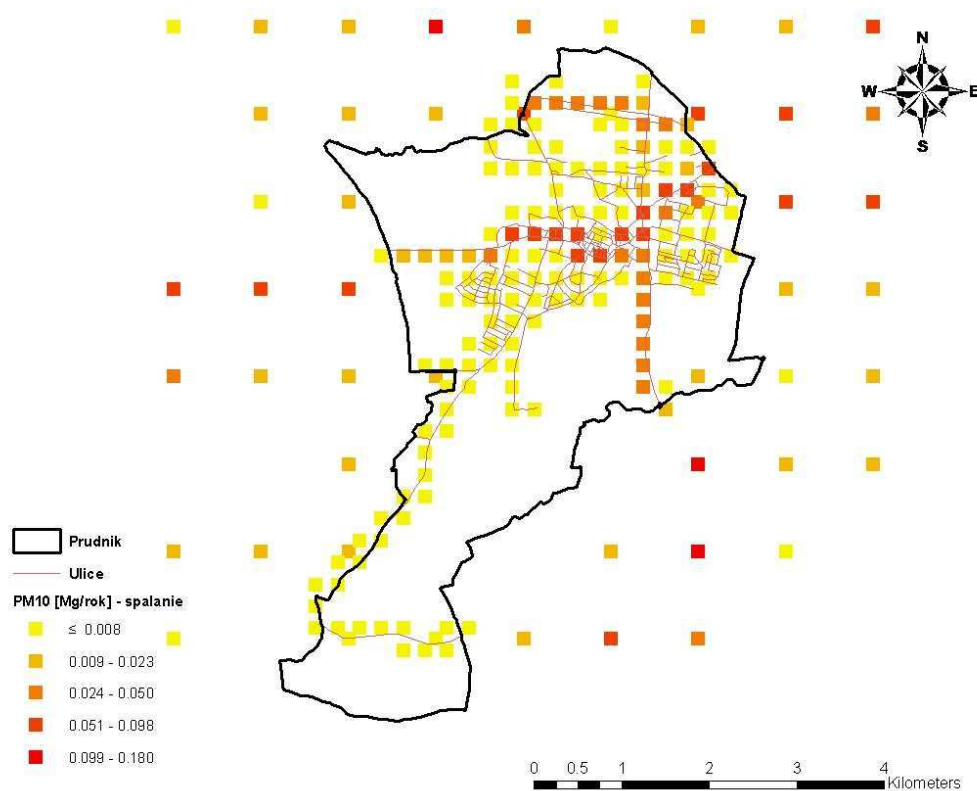 N
W E
S
Prudnik
Ulice
PM10 [Mg/rok] - spalanie
≤ 0.008
0.009 - 0.023
0.024 - 0.050
0.051 - 0.098
0.099 - 0.180
0 0.5 1 2 3 4
Kilometers